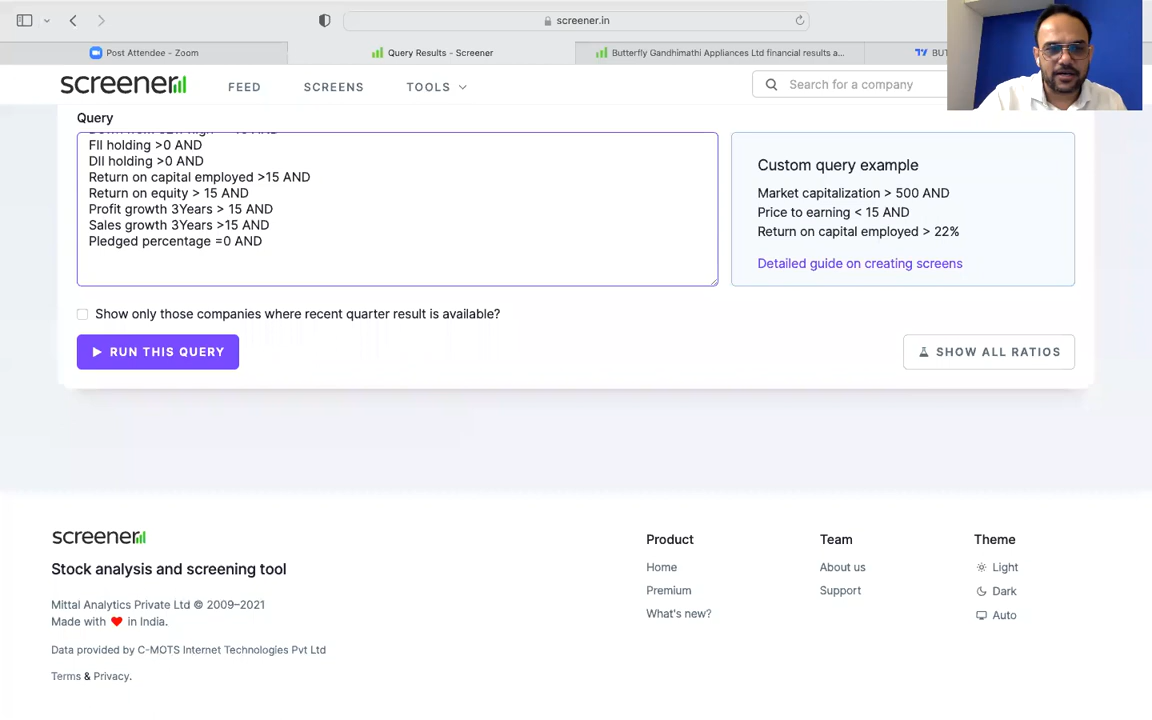 screener.in
Post Attendee - Zoom
Query Results - Screener
Butterfly Gandhimathi Appliances Ltd financial results a...
BUT
screener
FEED
SCREENS
TOOLS
Search for a company
Query
FII holding >0 AND
DII holding >0 AND
Return on capital employed >15 AND
Return on equity > 15 AND
Profit growth 3Years > 15 AND
Sales growth 3Years >15 AND
Pledged percentage =0 AND
Custom query example
Market capitalization > 500 AND
Price to earning < 15 AND
Return on capital employed > 22%
Detailed guide on creating screens
Show only those companies where recent quarter result is available?
RUN THIS QUERY
SHOW ALL RATIOS
screener
Stock analysis and screening tool
Mittal Analytics Private Ltd © 2009–2021
Made with ❤ in India.
Data provided by C-MOTS Internet Technologies Pvt Ltd
Terms & Privacy.
Product
Home
Premium
What's new?
Team
About us
Support
Theme
Light
Dark
Auto